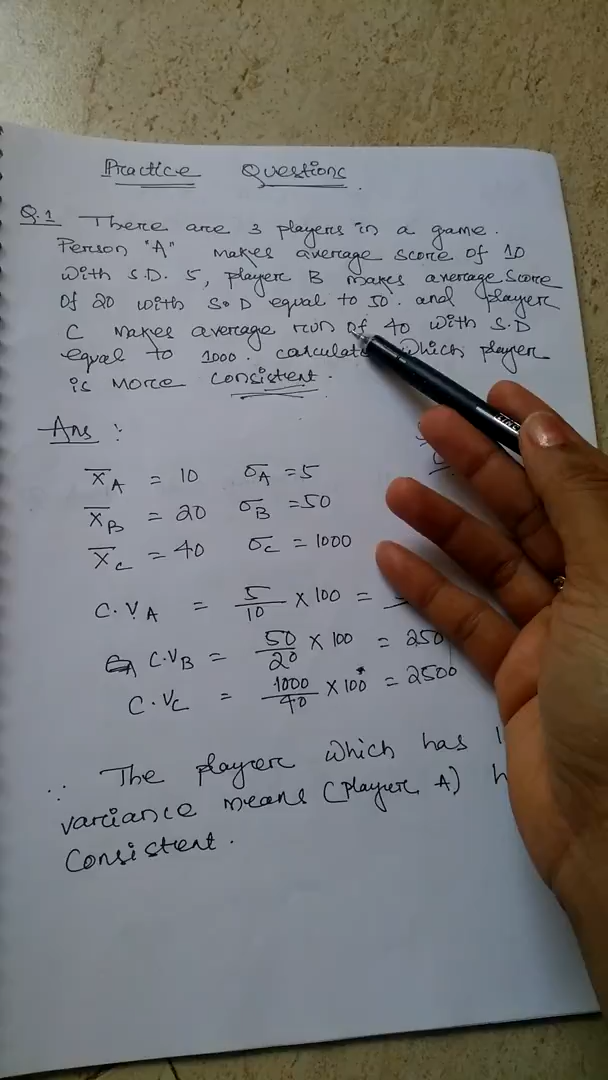 Practice Questions.
Q.1 There are 3 players in a game.
Person "A" makes average score of 10
with S.D. 5, player B makes average score
of 20 with S.D equal to 50. and player
C makes average run of 40 with S.D
equal to 1000. calculate which player
is more consistent.
Ans :
X̅A = 10 σA = 5
X̅B = 20 σB = 50
X̅C = 40 σC = 1000
C.VA = 5/10 × 100 =
C.VB = 50/20 × 100 = 250
C.VC = 1000/40 × 100 = 2500
∵ The player which has
variance means (player A)
consistent.